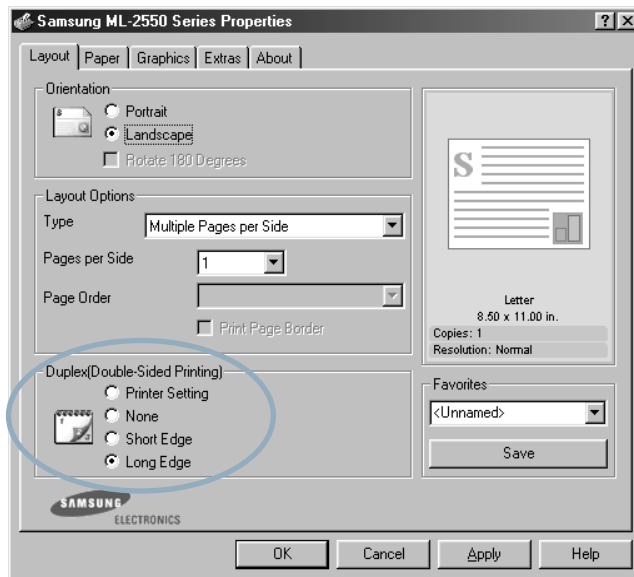 Samsung ML-2550 Series Properties
Layout Paper Graphics Extras About
Orientation
Portrait
Landscape
Rotate 180 Degrees
Layout Options
Type Multiple Pages per Side
Pages per Side 1
Page Order
Print Page Border
Duplex(Double-Sided Printing)
Printer Setting
None
Short Edge
Long Edge
SAMSUNG
ELECTRONICS
S
Letter
8.50 x 11.00 in.
Copies: 1
Resolution: Normal
Favorites
<Unnamed>
Save
OK Cancel Apply Help